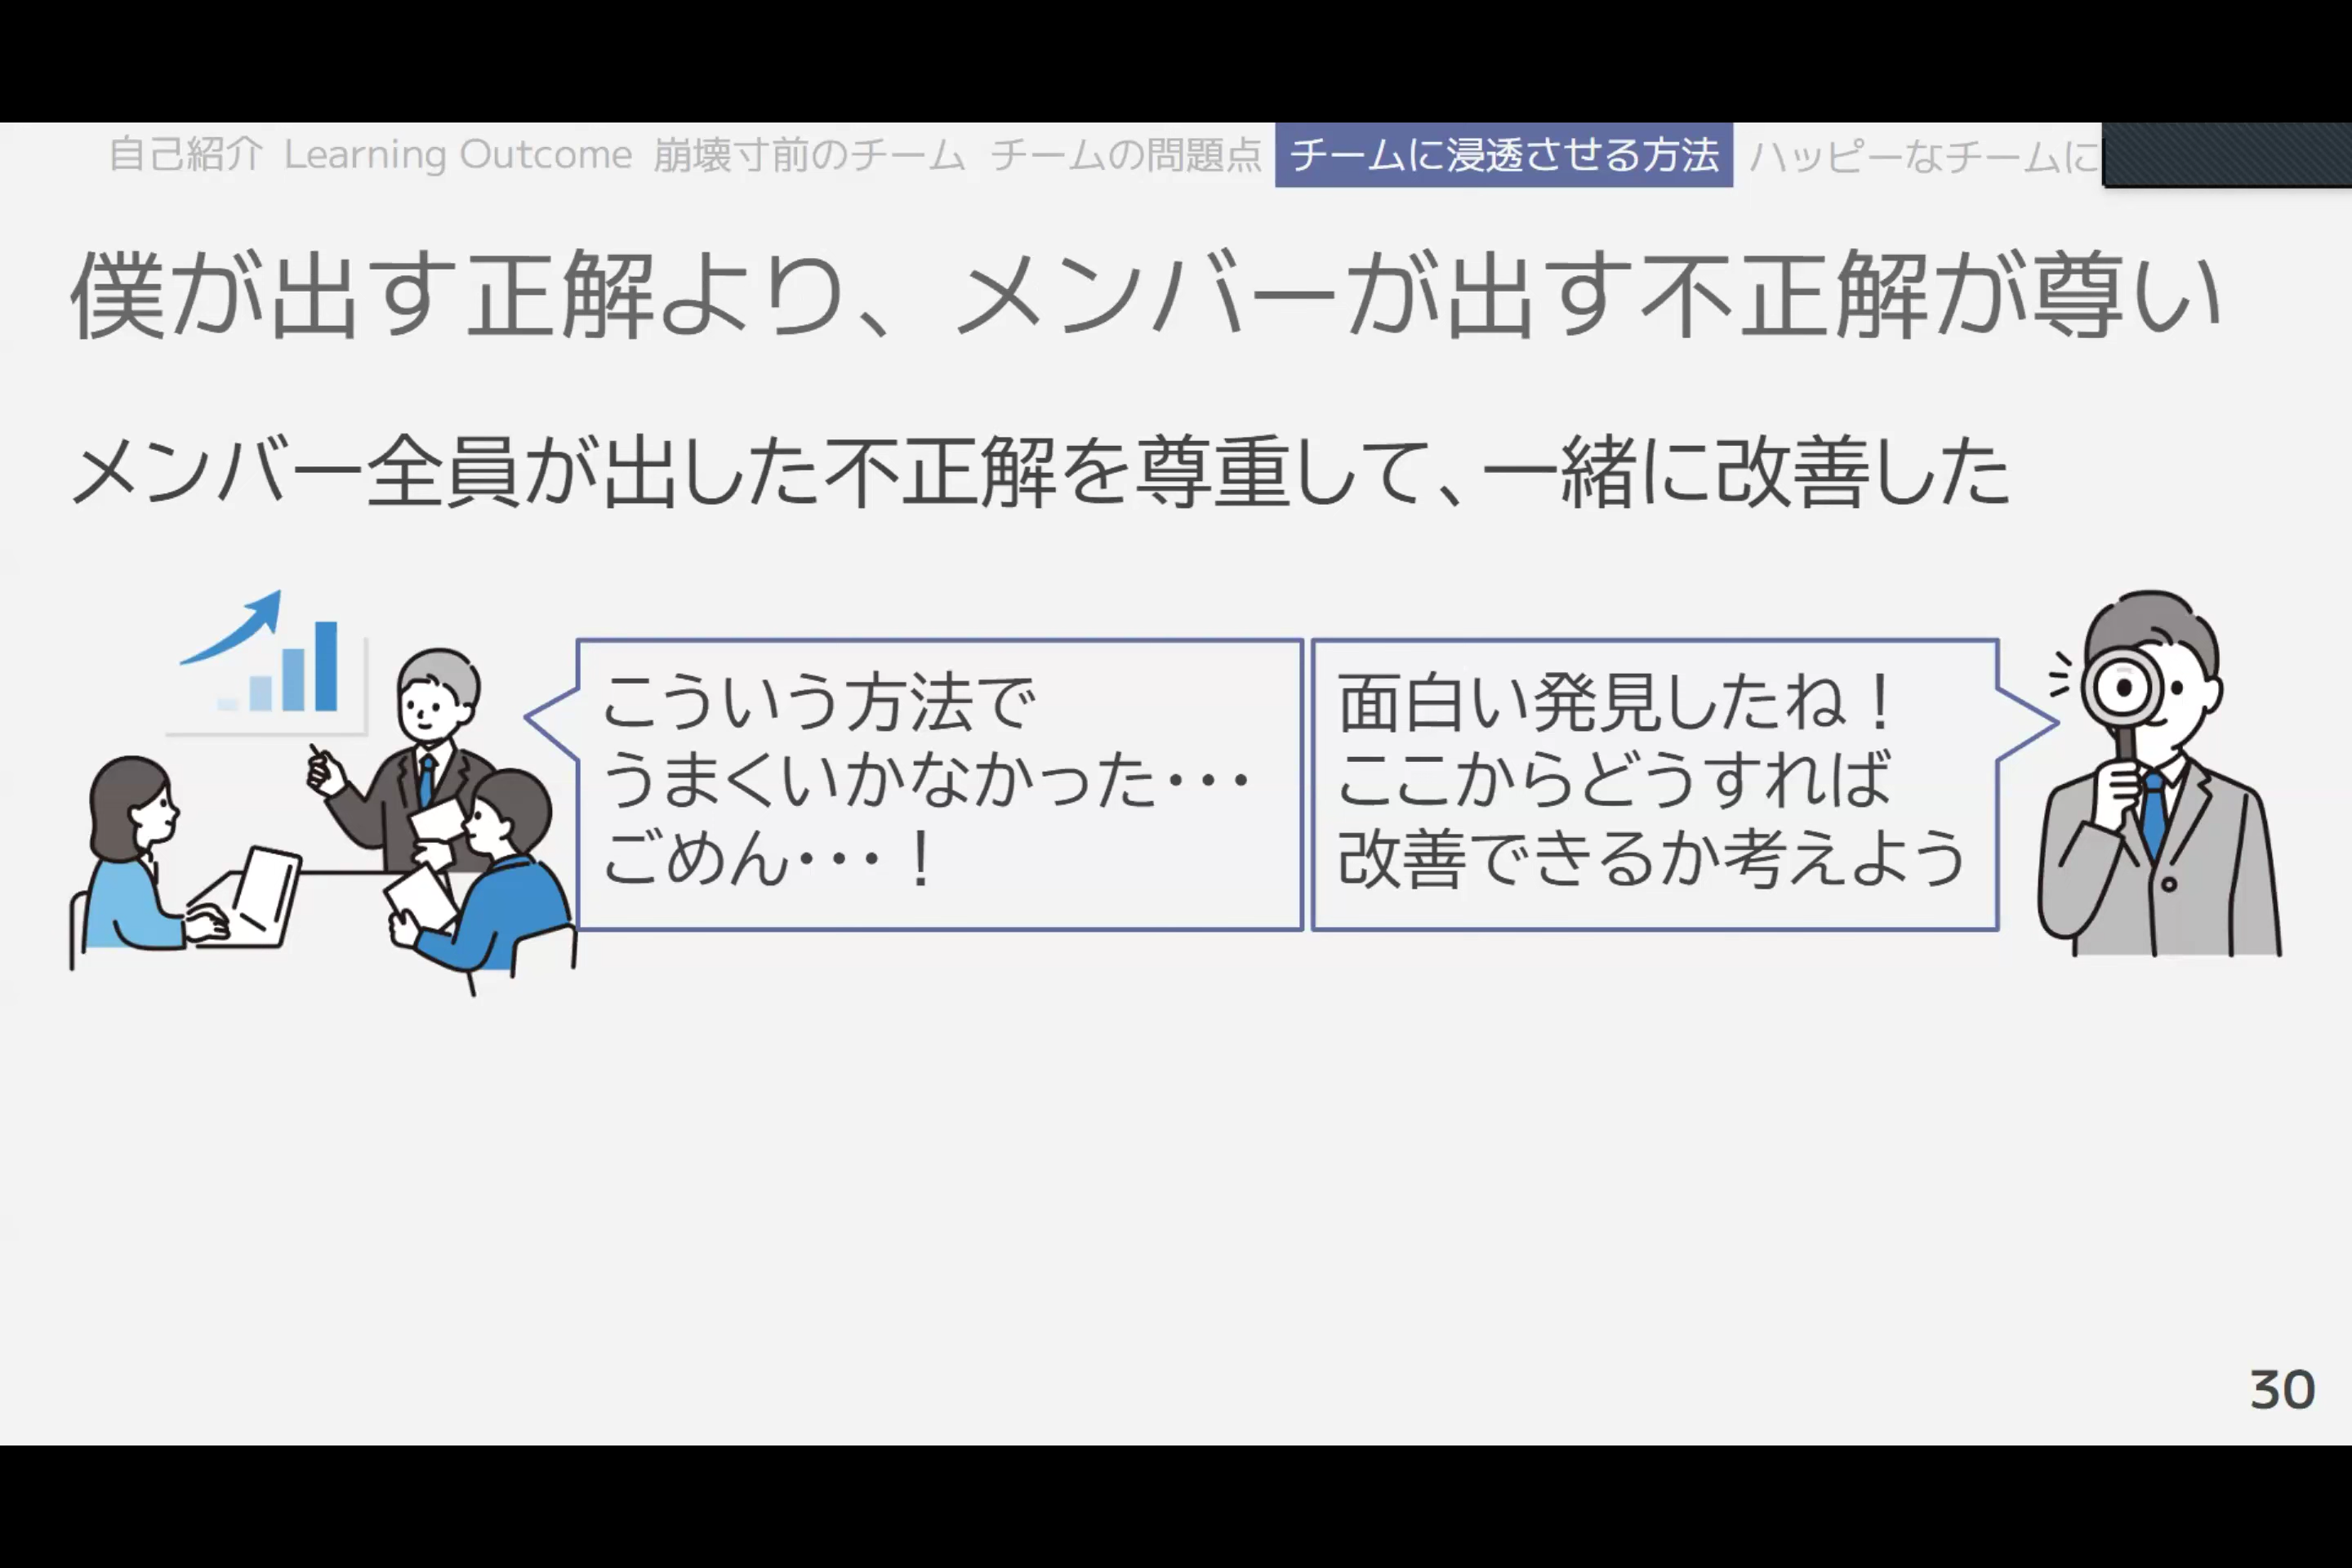 自己紹介 Learning Outcome 崩壊寸前のチーム チームの問題点 チームに浸透させる方法 ハッピーなチームに
僕が出す正解より、メンバーが出す不正解が尊い
メンバー全員が出した不正解を尊重して、一緒に改善した
こういう方法で
うまくいかなかった・・・
ごめん・・・！
面白い発見したね！
ここからどうすれば
改善できるか考えよう
30